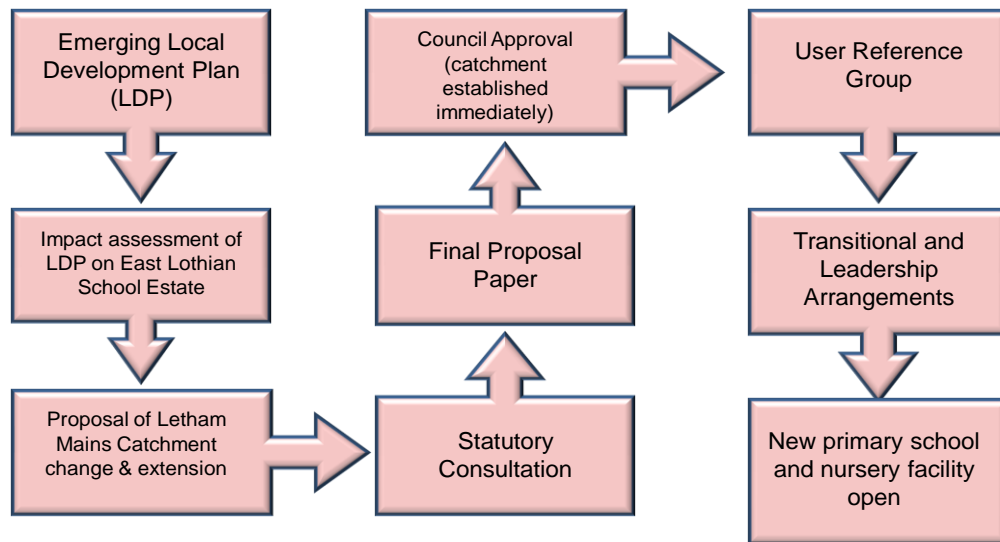 Emerging Local
Development Plan
(LDP)
Impact assessment of
LDP on East Lothian
School Estate
Proposal of Letham
Mains Catchment
change & extension
Statutory
Consultation
Final Proposal
Paper
Council Approval
(catchment
established
immediately)
User Reference
Group
Transitional and
Leadership
Arrangements
New primary school
and nursery facility
open